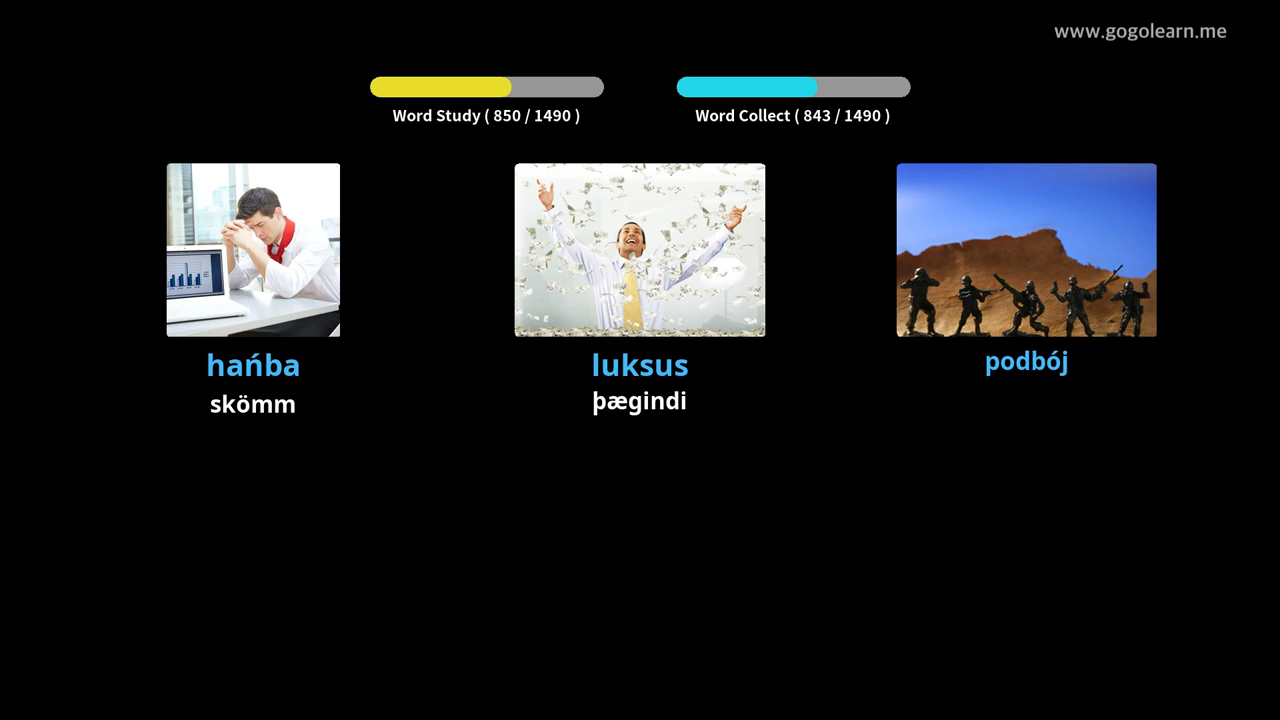 www.gogolearn.me
Word Study ( 850 / 1490 )
Word Collect ( 843 / 1490 )
hańba
skömm
luksus
þægindi
podbój